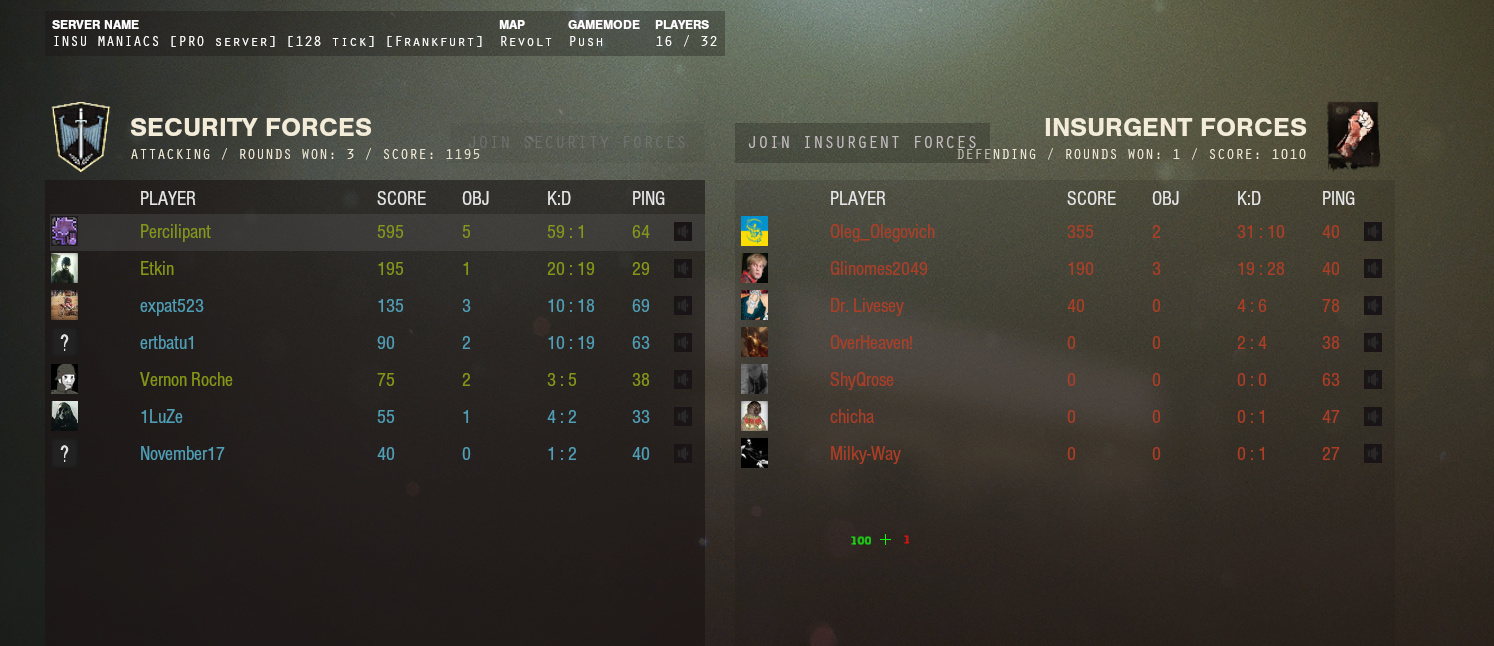 SERVER NAME MAP GAMEMODE PLAYERS
INSU MANIACS [PRO SERVER] [128 TICK] [FRANKFURT] REVOLT PUSH 16 / 32
SECURITY FORCES
ATTACKING / ROUNDS WON: 3 / SCORE: 1195
JOIN SECURITY FORCES
JOIN INSURGENT FORCES
INSURGENT FORCES
DEFENDING / ROUNDS WON: 1 / SCORE: 1010
PLAYER SCORE OBJ K:D PING
Percilipant 595 5 59 : 1 64
Etkin 195 1 20 : 19 29
expat523 135 3 10 : 18 69
? ertbatu1 90 2 10 : 19 63
Vernon Roche 75 2 3 : 5 38
1LuZe 55 1 4 : 2 33
? November17 40 0 1 : 2 40
PLAYER SCORE OBJ K:D PING
Oleg_Olegovich 355 2 31 : 10 40
Glinomes2049 190 3 19 : 28 40
Dr. Livesey 40 0 4 : 6 78
OverHeaven! 0 0 2 : 4 38
ShyQrose 0 0 0 : 0 63
chicha 0 0 0 : 1 47
Milky-Way 0 0 0 : 1 27
100 + 1